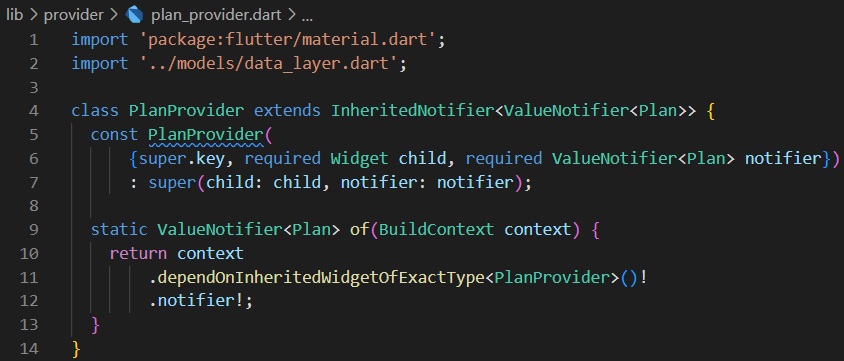 lib > provider > plan_provider.dart > ...
1 import 'package:flutter/material.dart';
2 import '../models/data_layer.dart';
3
4 class PlanProvider extends InheritedNotifier<ValueNotifier<Plan>> {
5   const PlanProvider(
6       {super.key, required Widget child, required ValueNotifier<Plan> notifier})
7       : super(child: child, notifier: notifier);
8
9   static ValueNotifier<Plan> of(BuildContext context) {
10     return context
11         .dependOnInheritedWidgetOfExactType<PlanProvider>()!
12         .notifier!;
13   }
14 }